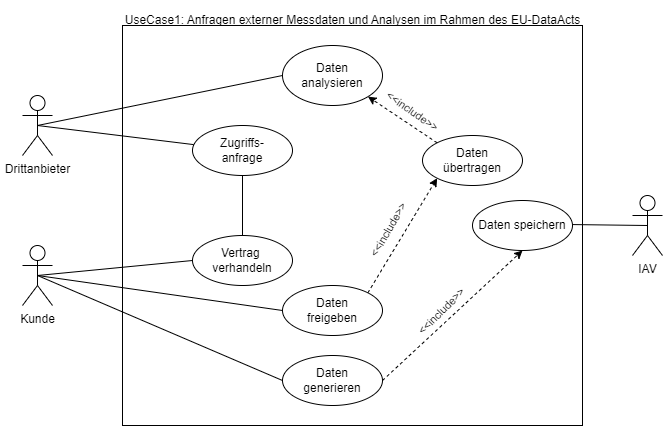 UseCase1: Anfragen externer Messdaten und Analysen im Rahmen des EU-DataActs
Daten
analysieren
<<include>>
Drittanbieter
Zugriffs-
anfrage
Daten
übertragen
<<include>>
Daten speichern
IAV
Vertrag
verhandeln
Kunde
Daten
freigeben
<<include>>
Daten
generieren